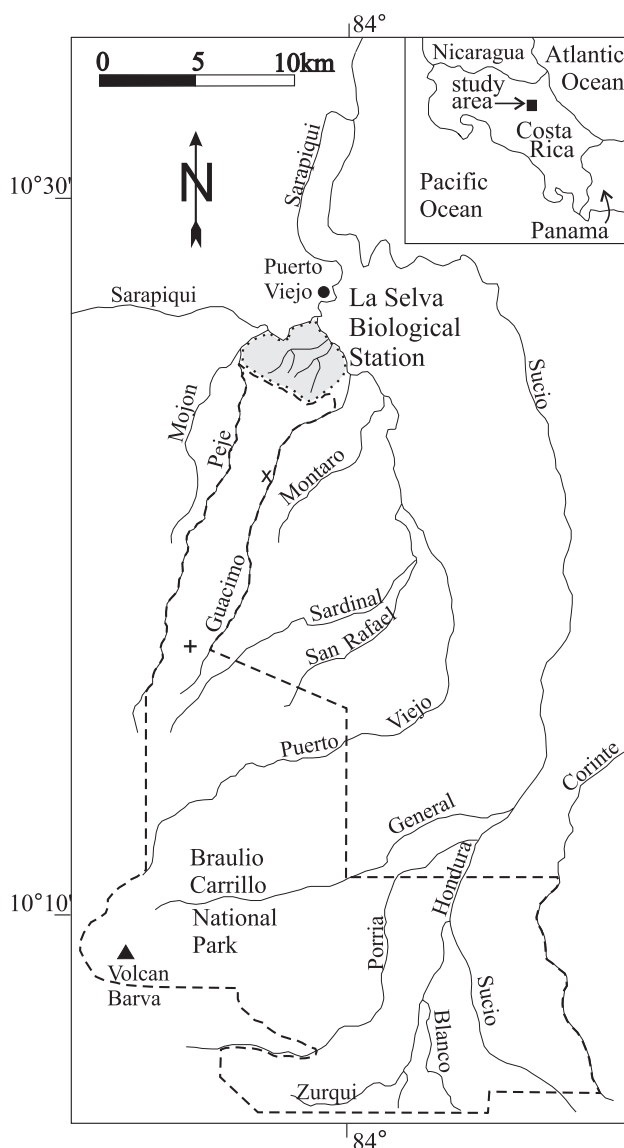 84°
0 5 10km
N
10°30'
Nicaragua
Atlantic
Ocean
study
area
Costa
Rica
Pacific
Ocean
Panama
Sarapiqui
Puerto
Viejo
Sarapiqui
La Selva
Biological
Station
Sucio
Mojon
Peje
x
Montaro
Guacimo
+
Sardinal
San Rafael
Puerto
Viejo
Corinte
General
Braulio
Carrillo
National
Park
Hondura
10°10'
Porria
Volcan
Barva
Sucio
Blanco
Zurqui
84°